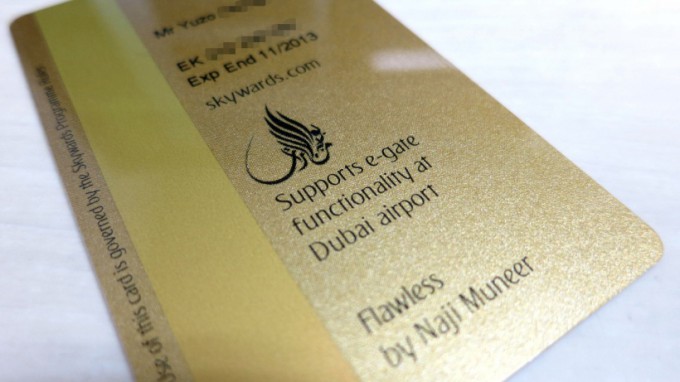 Mr Yuzo
EK
Exp End 11/2013
skywards.com
Supports e-gate
functionality at
Dubai airport
Flawless
by Naji Muneer
Use of this card is governed by the Skywards Programme Rules